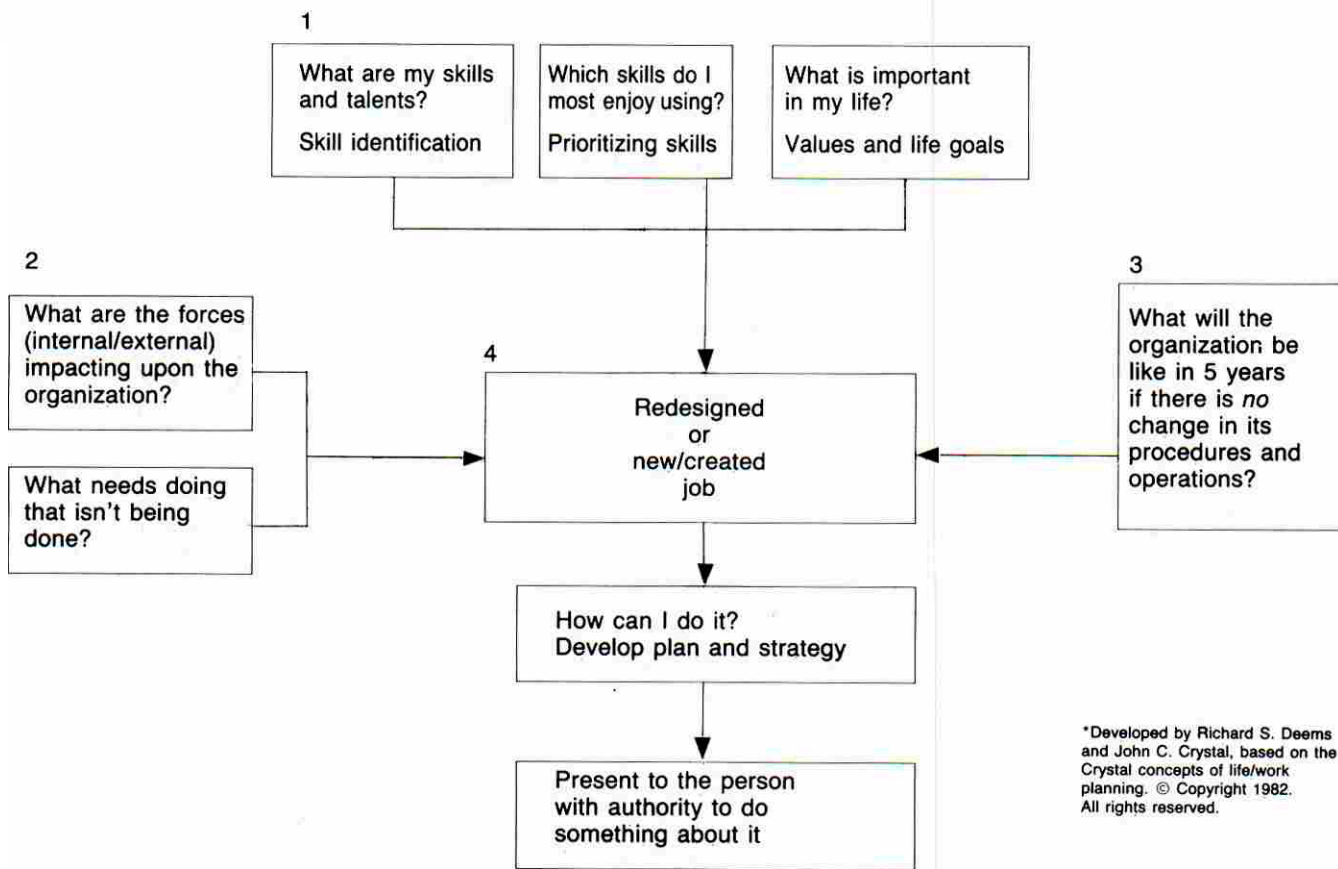 1
What are my skills
and talents?
Skill identification
Which skills do I
most enjoy using?
Prioritizing skills
What is important
in my life?
Values and life goals
2
What are the forces
(internal/external)
impacting upon the
organization?
What needs doing
that isn't being
done?
3
What will the
organization be
like in 5 years
if there is no
change in its
procedures and
operations?
4
Redesigned
or
new/created
job
How can I do it?
Develop plan and strategy
Present to the person
with authority to do
something about it
*Developed by Richard S. Deems
and John C. Crystal, based on the
Crystal concepts of life/work
planning. © Copyright 1982.
All rights reserved.